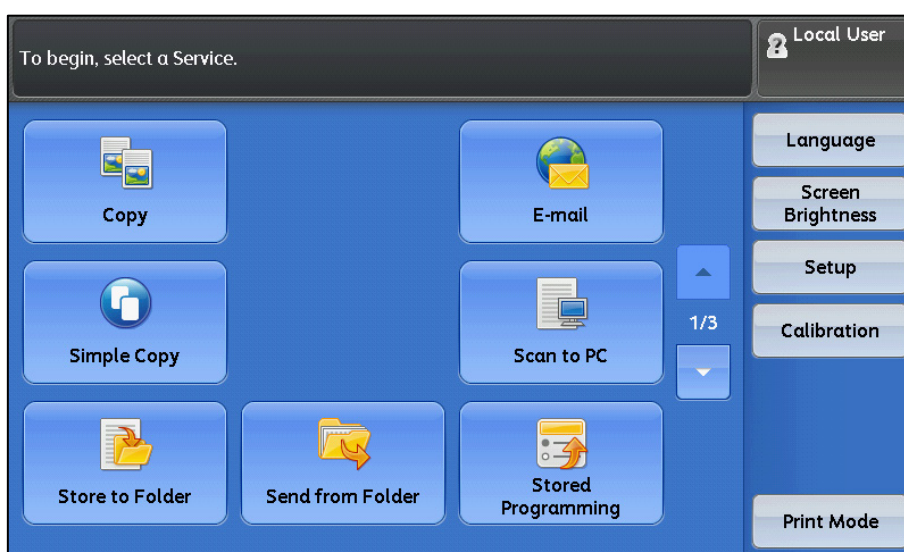 To begin, select a Service.
Local User
Copy
E-mail
Language
Screen
Brightness
Setup
Simple Copy
Scan to PC
1/3
Calibration
Store to Folder
Send from Folder
Stored
Programming
Print Mode